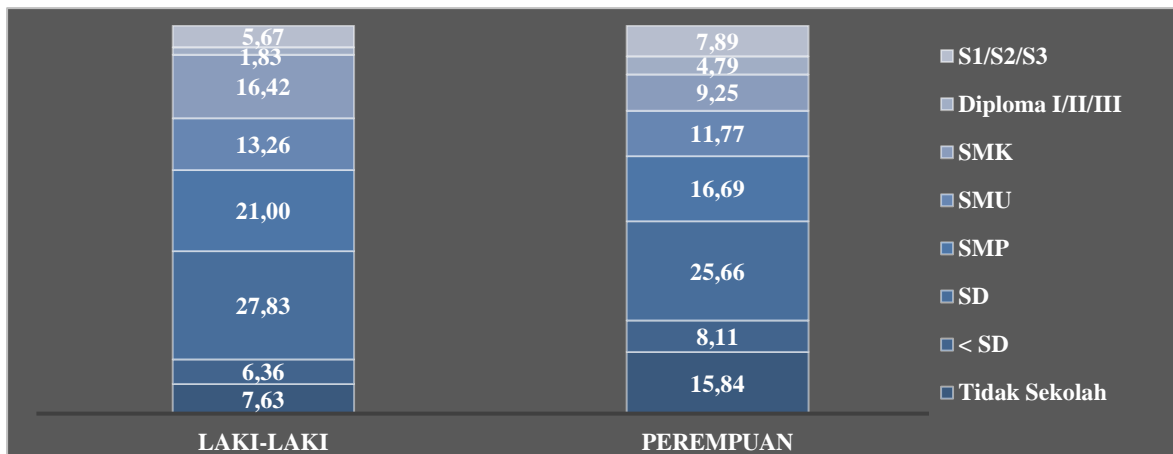 5,67
1,83
16,42
13,26
21,00
27,83
6,36
7,63
LAKI-LAKI
7,89
4,79
9,25
11,77
16,69
25,66
8,11
15,84
PEREMPUAN
S1/S2/S3
Diploma I/II/III
SMK
SMU
SMP
SD
< SD
Tidak Sekolah